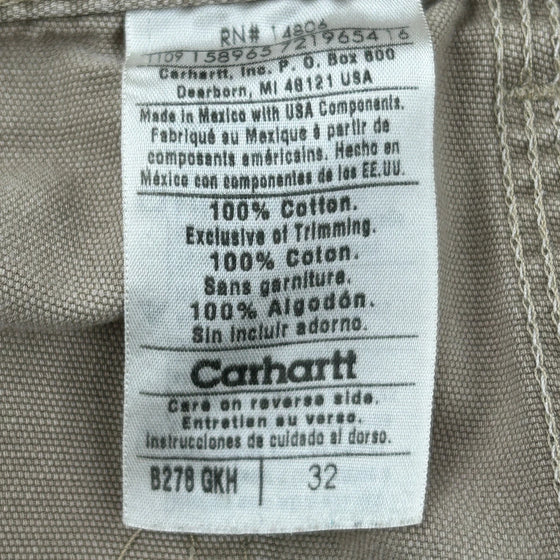 RN# 14806
1109 158965 7219654 16
Carhartt, Inc. P. O. Box 600
Dearborn, MI 48121 USA
Made in Mexico with USA Components.
Fabriqué au Mexique à partir de
composants américains. Hecho en
México con componentes de los EE.UU.
100% Cotton.
Exclusive of Trimming.
100% Coton.
Sans garniture.
100% Algodón.
Sin incluir adorno.
Carhartt
Care on reverse side.
Entretien au verso.
Instrucciones de cuidado al dorso.
B278 GKH | 32